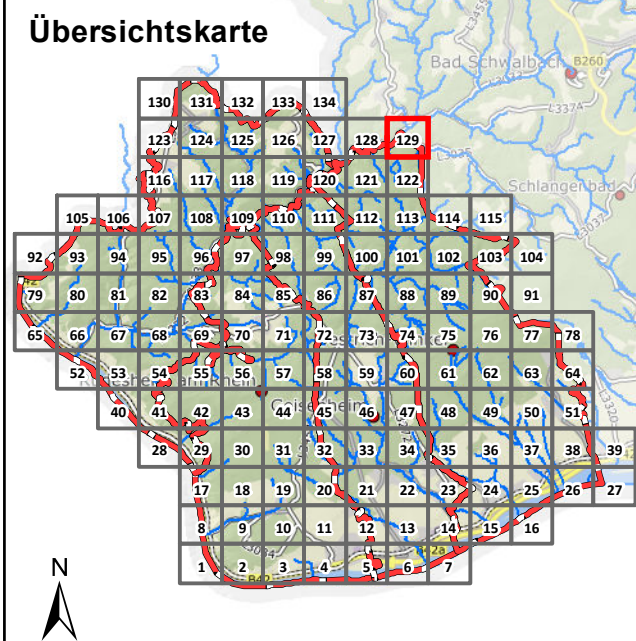 Übersichtskarte
Bad Schwalbach
B260
L3374
L3035
Schlangenbad
L3037
130 131 132 133 134
123 124 125 126 127 128 129
116 117 118 119 120 121 122
105 106 107 108 109 110 111 112 113 114 115
92 93 94 95 96 97 98 99 100 101 102 103 104
79 80 81 82 83 84 85 86 87 88 89 90 91
65 66 67 68 69 70 71 72 73 74 75 76 77 78
52 53 54 55 56 57 58 59 60 61 62 63 64
40 41 42 43 44 45 46 47 48 49 50 51
28 29 30 31 32 33 34 35 36 37 38 39
17 18 19 20 21 22 23 24 25 26 27
8 9 10 11 12 13 14 15 16
1 2 3 4 5 6 7
L3320
L3034
B42
B42a
N